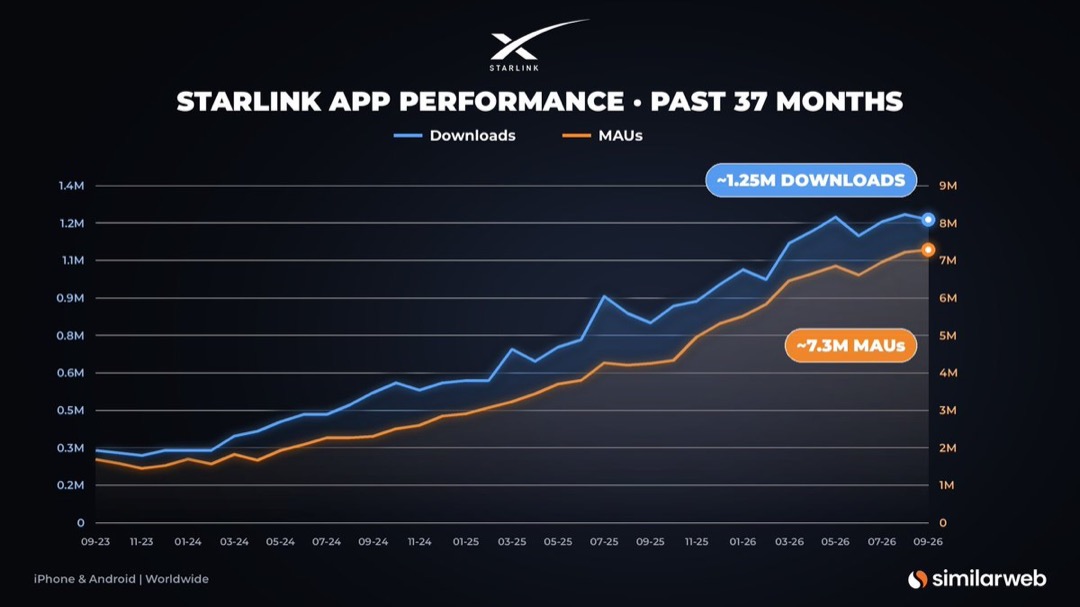 STARLINK
STARLINK APP PERFORMANCE • PAST 37 MONTHS
Downloads MAUs
~1.25M DOWNLOADS
1.4M 9M
1.2M 8M
1.1M 7M
0.9M 6M
0.8M 5M
~7.3M MAUs
0.6M 4M
0.5M 3M
0.3M 2M
0.2M 1M
0 0
09-23 11-23 01-24 03-24 05-24 07-24 09-24 11-24 01-25 03-25 05-25 07-25 09-25 11-25 01-26 03-26 05-26 07-26 09-26
iPhone & Android | Worldwide
similarweb